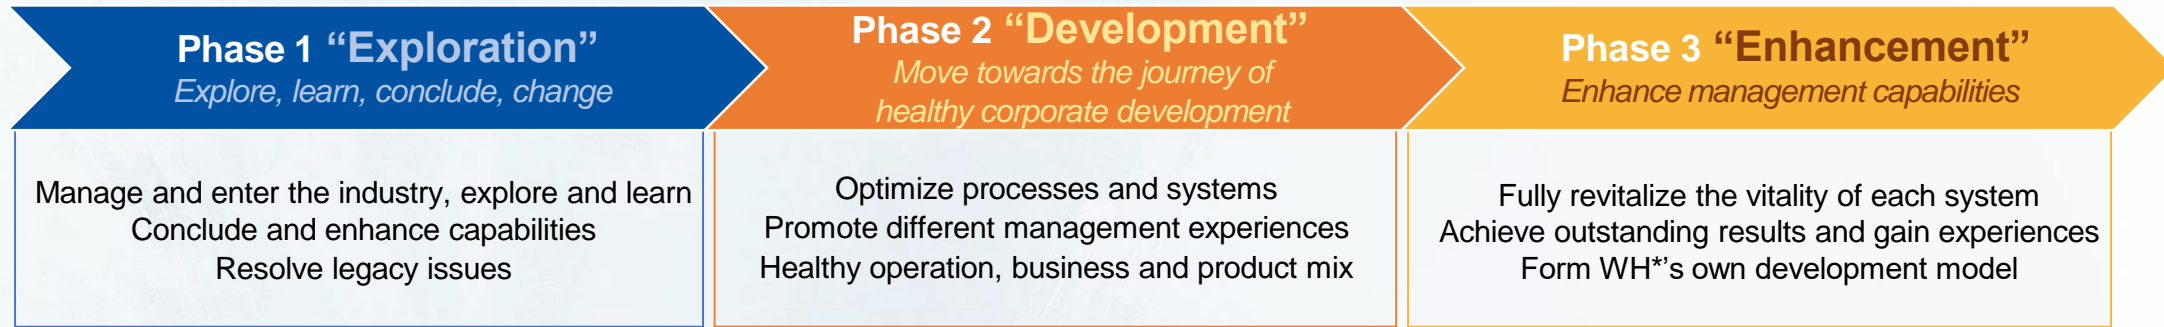 Phase 1 “Exploration”
Explore, learn, conclude, change
Manage and enter the industry, explore and learn
Conclude and enhance capabilities
Resolve legacy issues
Phase 2 “Development”
Move towards the journey of
healthy corporate development
Optimize processes and systems
Promote different management experiences
Healthy operation, business and product mix
Phase 3 “Enhancement”
Enhance management capabilities
Fully revitalize the vitality of each system
Achieve outstanding results and gain experiences
Form WH*’s own development model